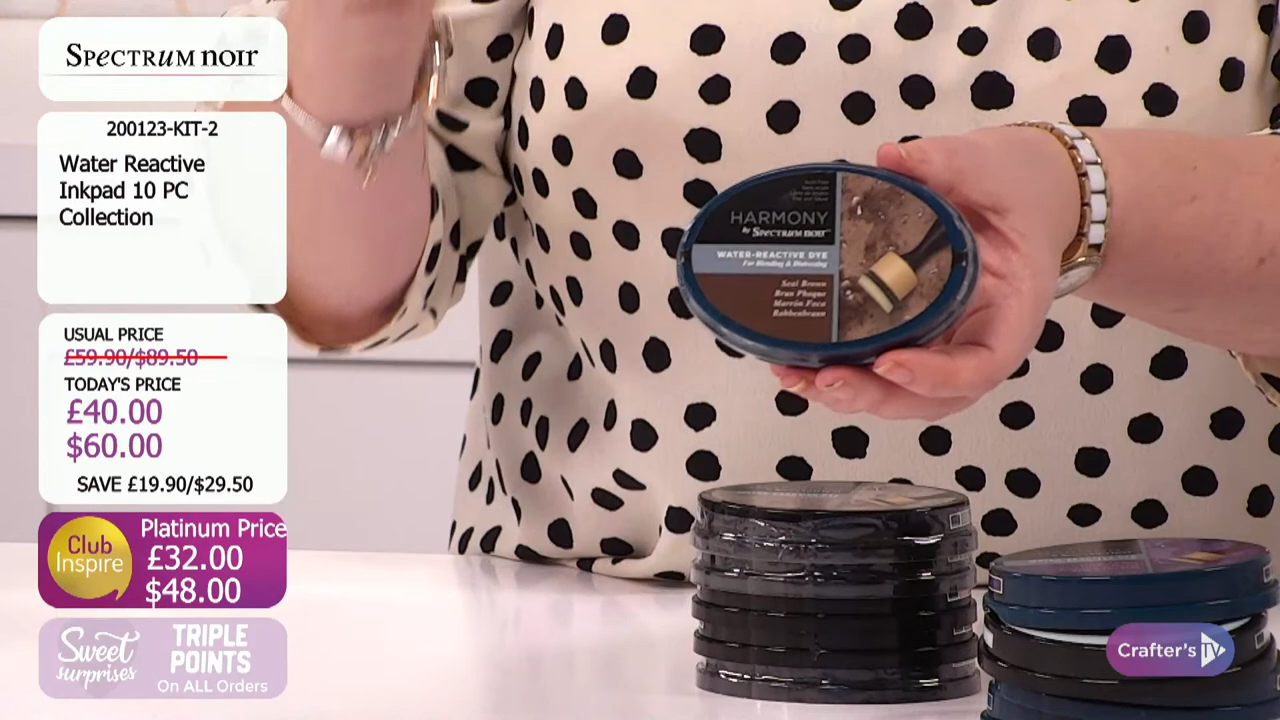 Spectrum noir
200123-KIT-2
Water Reactive
Inkpad 10 PC
Collection
USUAL PRICE
£59.90/$89.50
TODAY'S PRICE
£40.00
$60.00
SAVE £19.90/$29.50
Club
Inspire
Platinum Price
£32.00
$48.00
Sweet
surprises
TRIPLE
POINTS
On ALL Orders
HARMONY
by Spectrum noir
WATER-REACTIVE DYE
For Blending & Distressing
Seal Brown
Brun Phoque
Marrón Foca
Robbenbraun
Crafter's TV